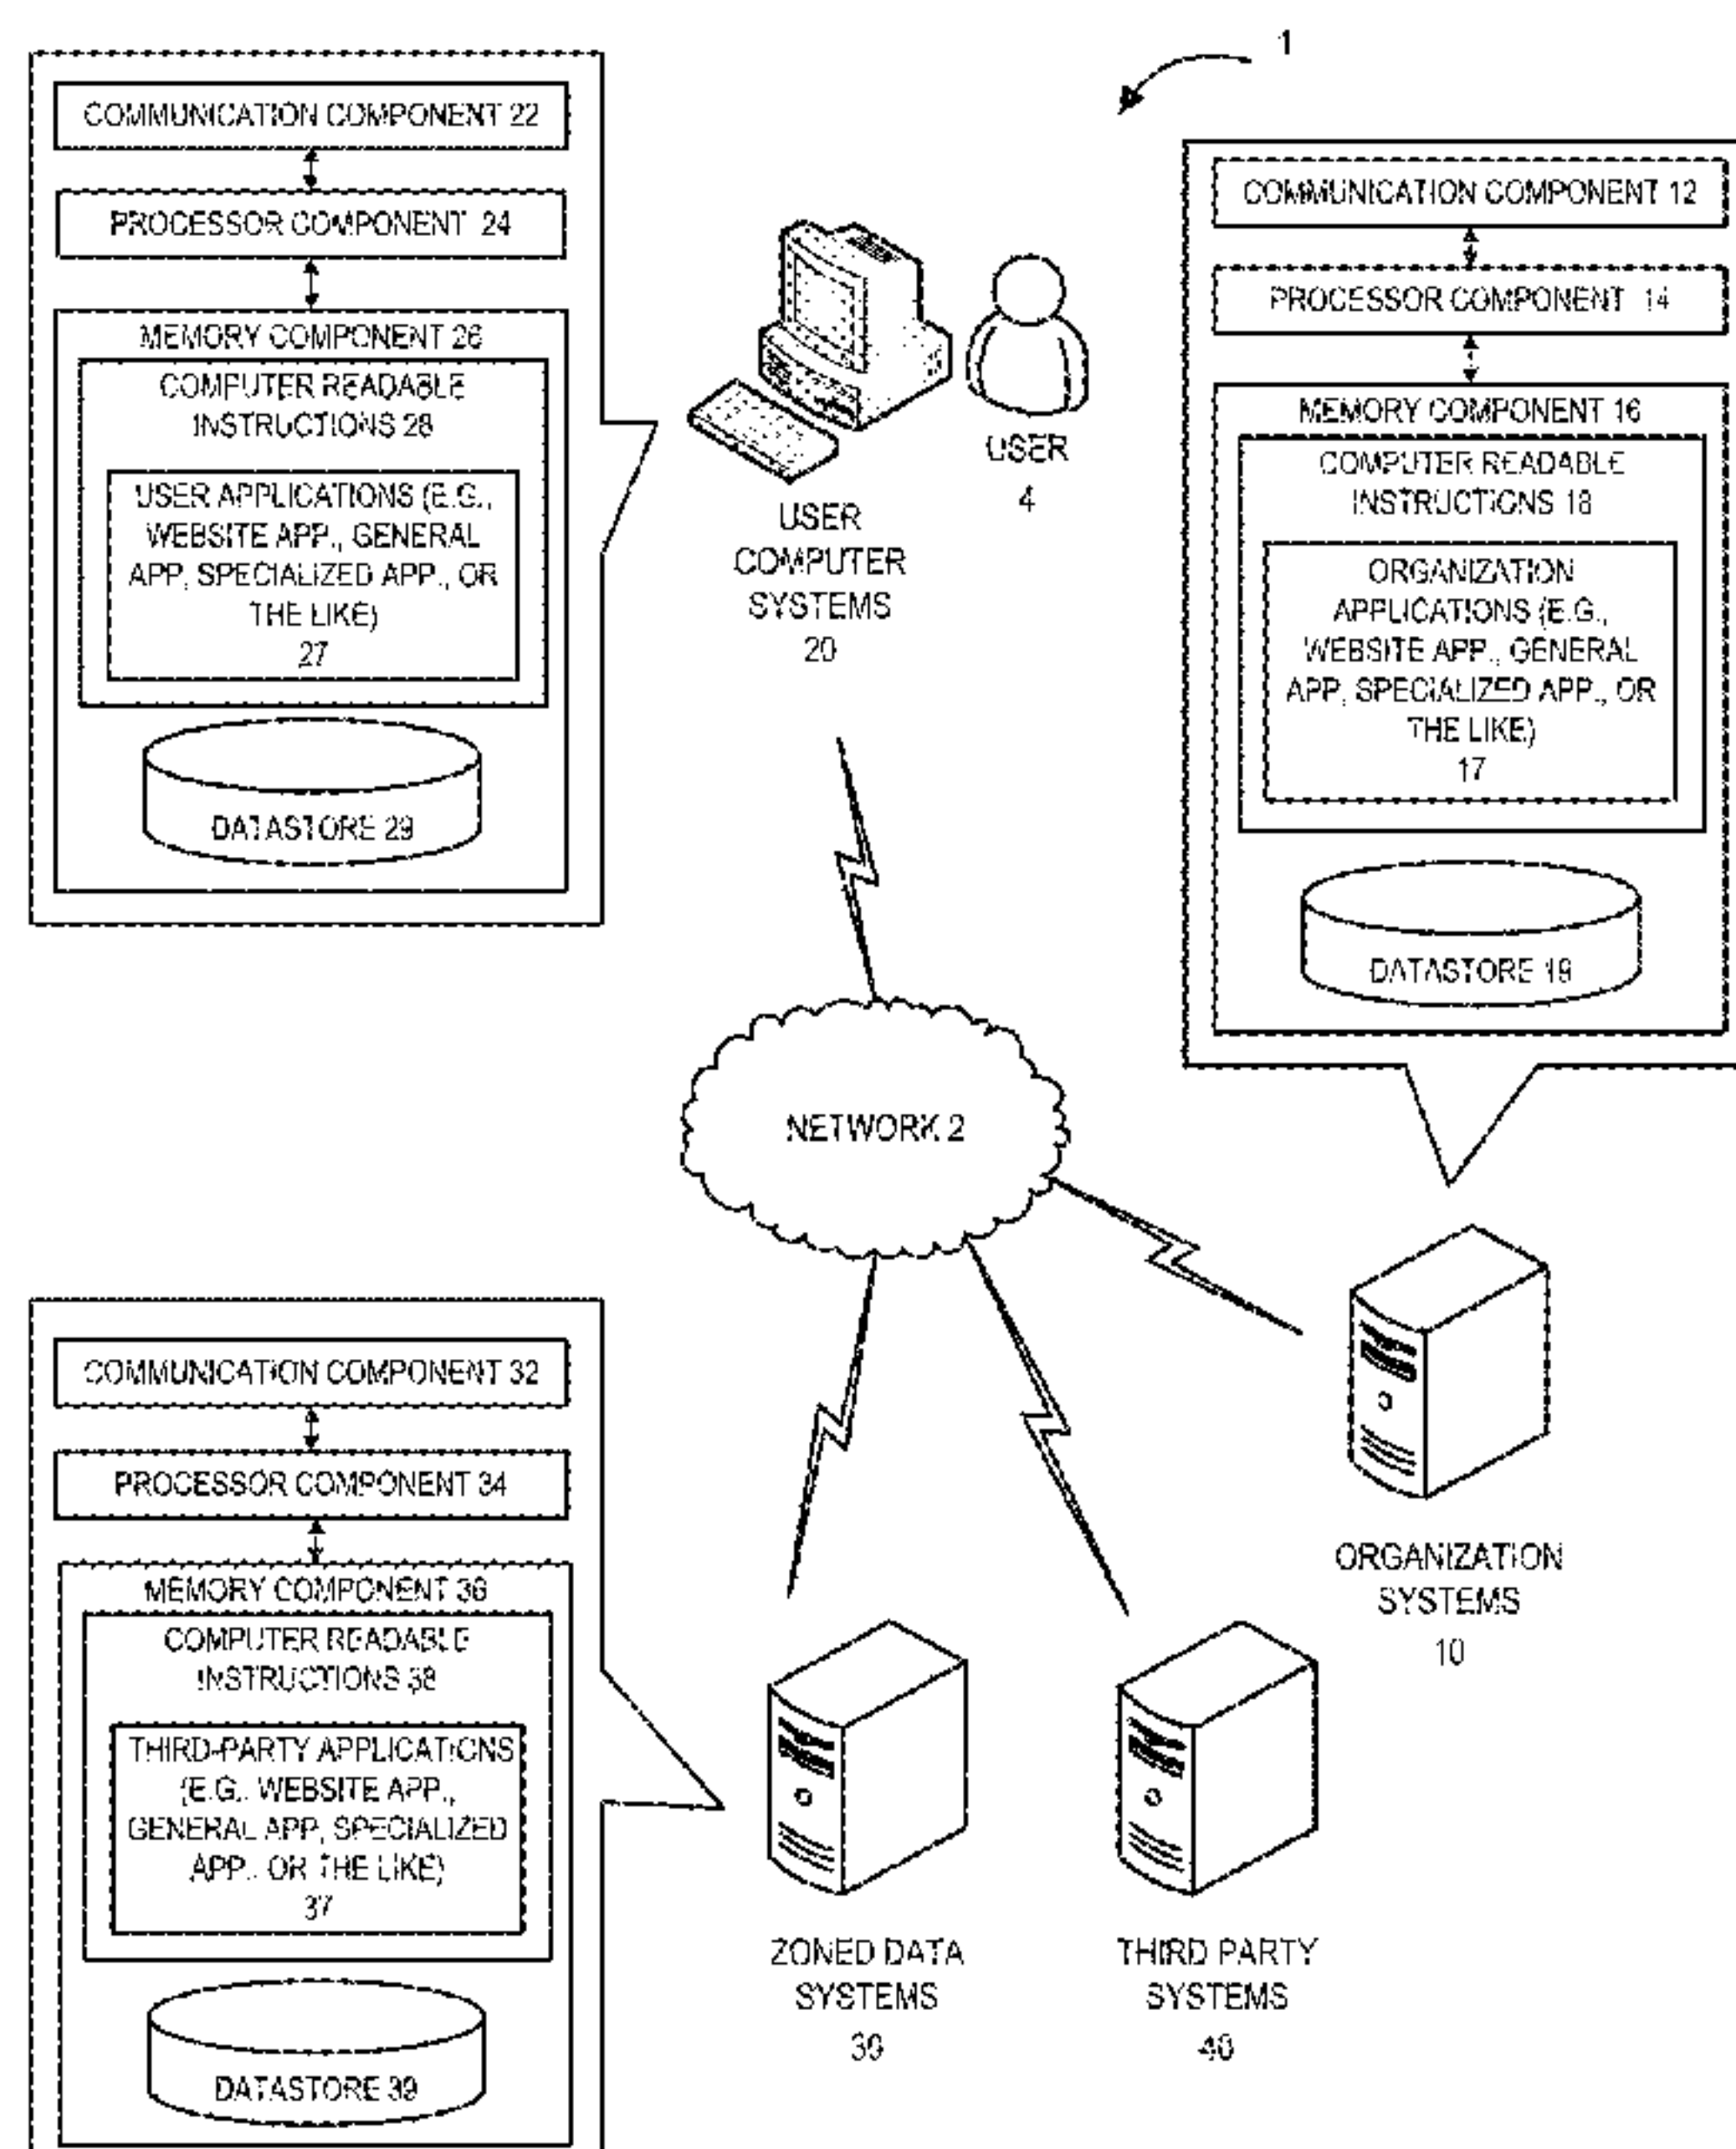 1
COMMUNICATION COMPONENT 22
PROCESSOR COMPONENT 24
MEMORY COMPONENT 26
COMPUTER READABLE
INSTRUCTIONS 28
USER APPLICATIONS (E.G.,
WEBSITE APP., GENERAL
APP, SPECIALIZED APP., OR
THE LIKE)
27
DATASTORE 29
USER
COMPUTER
SYSTEMS
20
USER
4
COMMUNICATION COMPONENT 12
PROCESSOR COMPONENT 14
MEMORY COMPONENT 16
COMPUTER READABLE
INSTRUCTIONS 18
ORGANIZATION
APPLICATIONS (E.G.,
WEBSITE APP., GENERAL
APP, SPECIALIZED APP., OR
THE LIKE)
17
DATASTORE 19
NETWORK 2
ORGANIZATION
SYSTEMS
10
COMMUNICATION COMPONENT 32
PROCESSOR COMPONENT 34
MEMORY COMPONENT 36
COMPUTER READABLE
INSTRUCTIONS 38
THIRD-PARTY APPLICATIONS
(E.G., WEBSITE APP.,
GENERAL APP, SPECIALIZED
APP., OR THE LIKE)
37
DATASTORE 39
ZONED DATA
SYSTEMS
30
THIRD PARTY
SYSTEMS
40